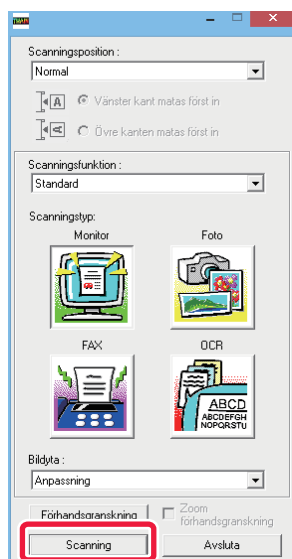 TWAIN
Scanningsposition :
Normal
A Vänster kant matas först in
A Övre kanten matas först in
Scanningsfunktion :
Standard
Scanningstyp:
Monitor Foto
FAX OCR
ABCD
ABCDEFGH
NOPQRSTU
Bildyta :
Anpassning
Förhandsgranskning Zoom
förhandsgranskning
Scanning Avsluta